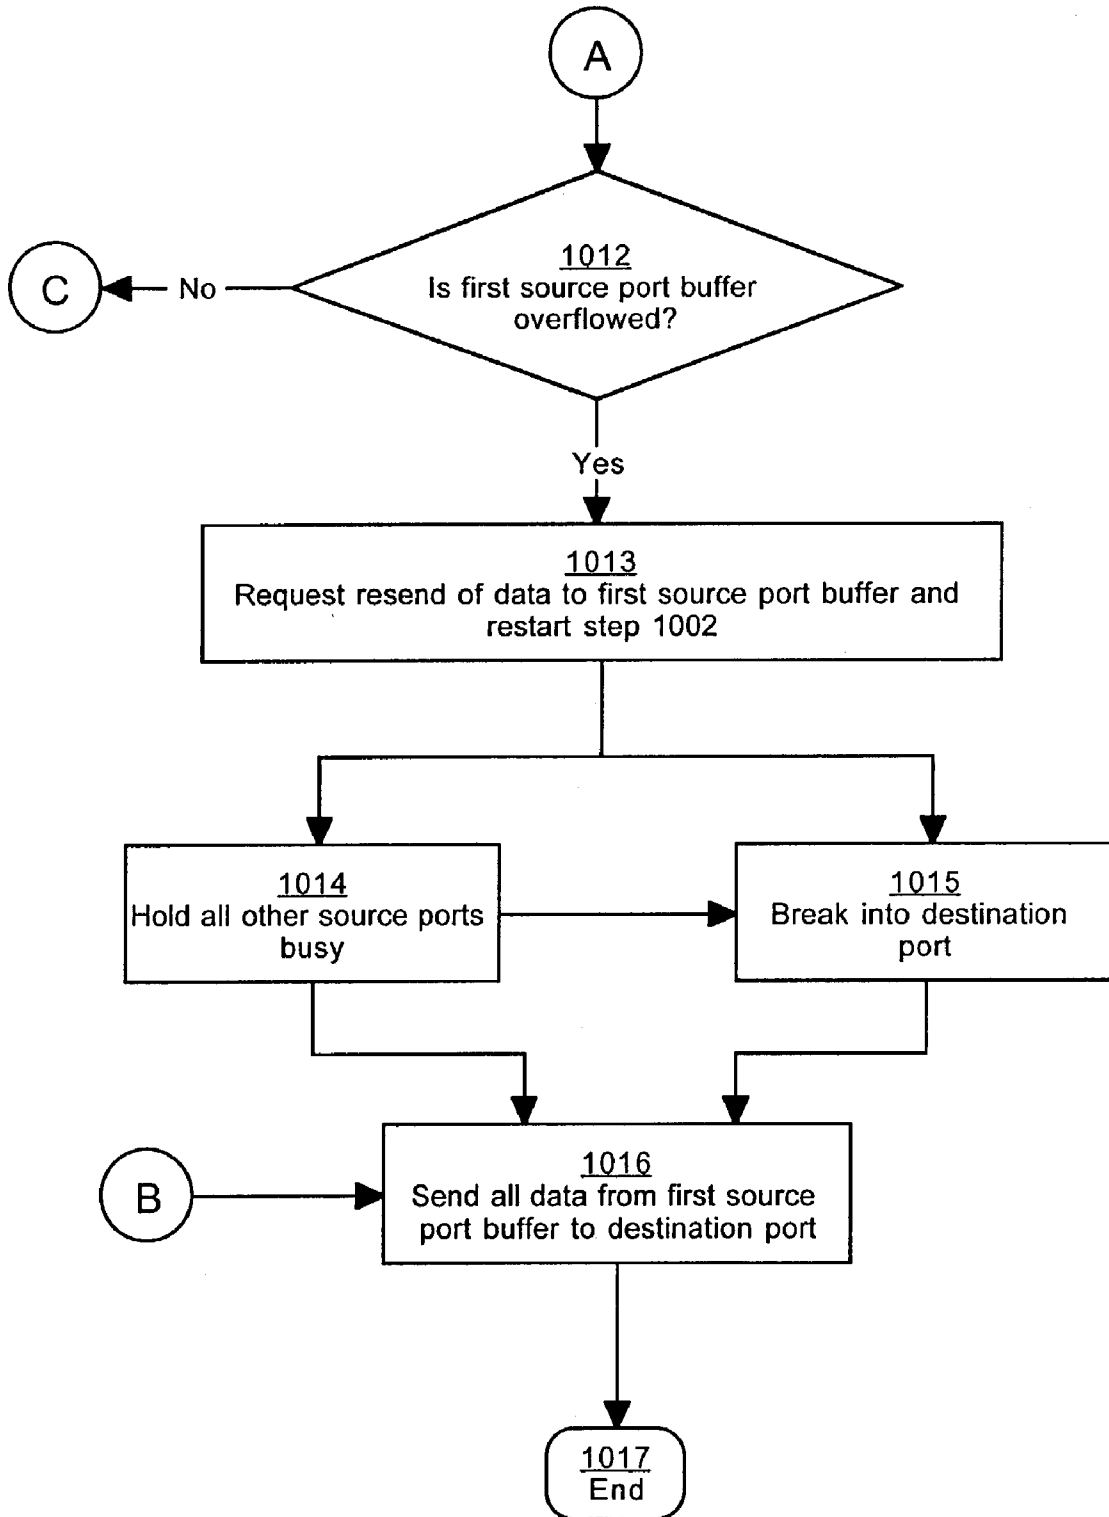 A
1012
Is first source port buffer
overflowed?
C
No
Yes
1013
Request resend of data to first source port buffer and
restart step 1002
1014
Hold all other source ports
busy
1015
Break into destination
port
B
1016
Send all data from first source
port buffer to destination port
1017
End